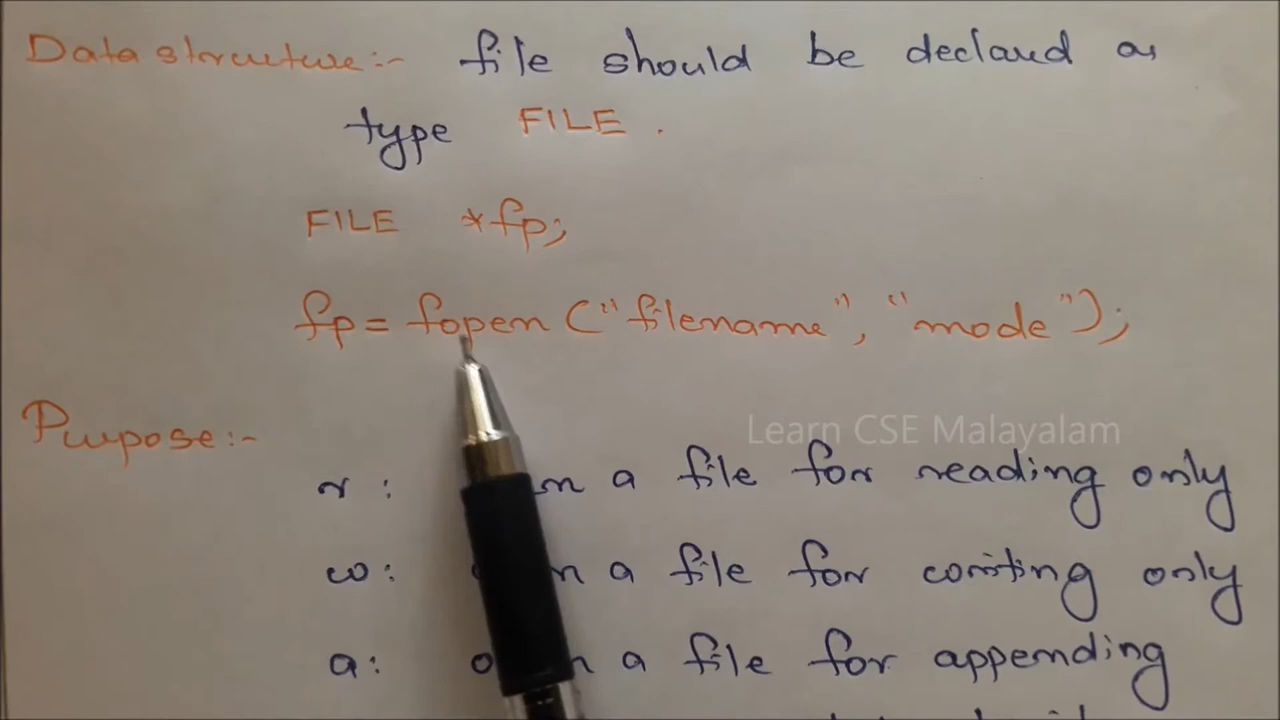 Data structure:- file should be declared as
type FILE.
FILE *fp;
fp= fopen ("filename", "mode");
Purpose:-
Learn CSE Malayalam
r: n a file for reading only
w: n a file for writing only
a: o n a file for appending